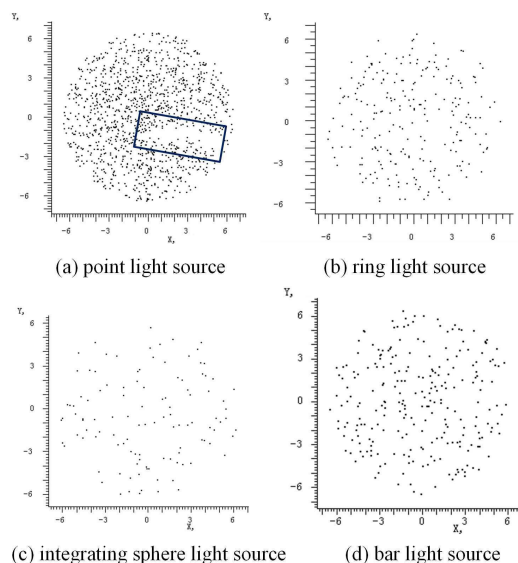 Y,
6
3
0
-3
-6
-6 -3 0 3 6
X,
(a) point light source
Y,
6
3
0
-3
-6
-6 -3 0 3 6
(b) ring light source
Y,
6
3
0
-3
-6
-6 -3 0 3 6
X,
(c) integrating sphere light source
Y,
6
3
0
-3
-6
-6 -3 0 3 6
X,
(d) bar light source